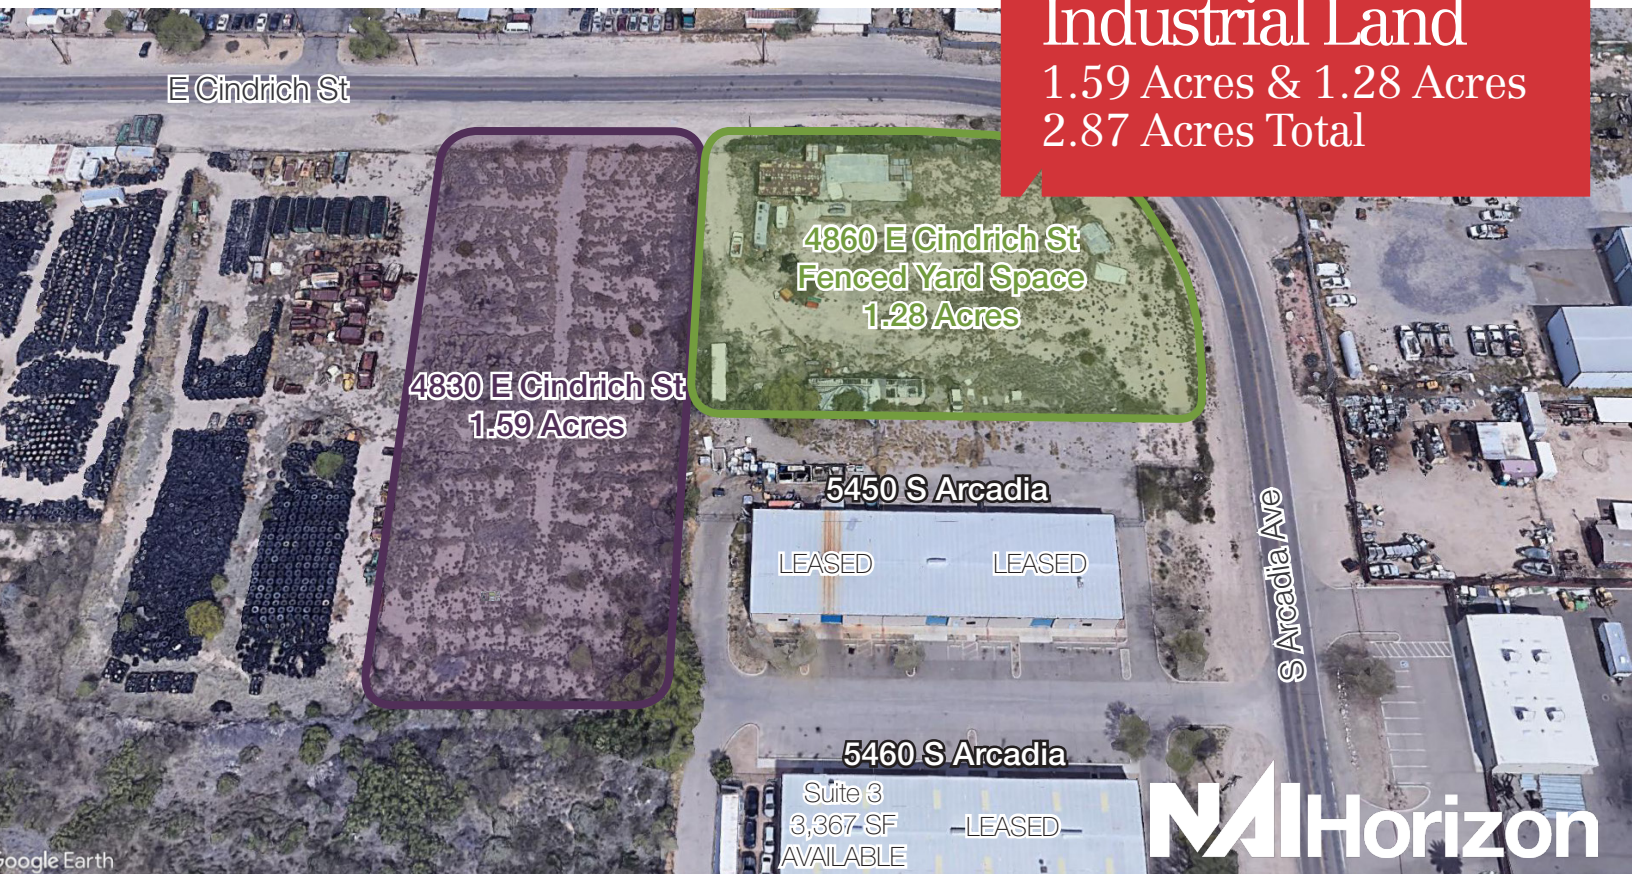 Industrial Land
1.59 Acres & 1.28 Acres
2.87 Acres Total
E Cindrich St
4860 E Cindrich St
Fenced Yard Space
1.28 Acres
4830 E Cindrich St
1.59 Acres
5450 S Arcadia
LEASED
LEASED
S Arcadia Ave
5460 S Arcadia
Suite 3
3,367 SF
AVAILABLE
LEASED
NAI Horizon
Google Earth